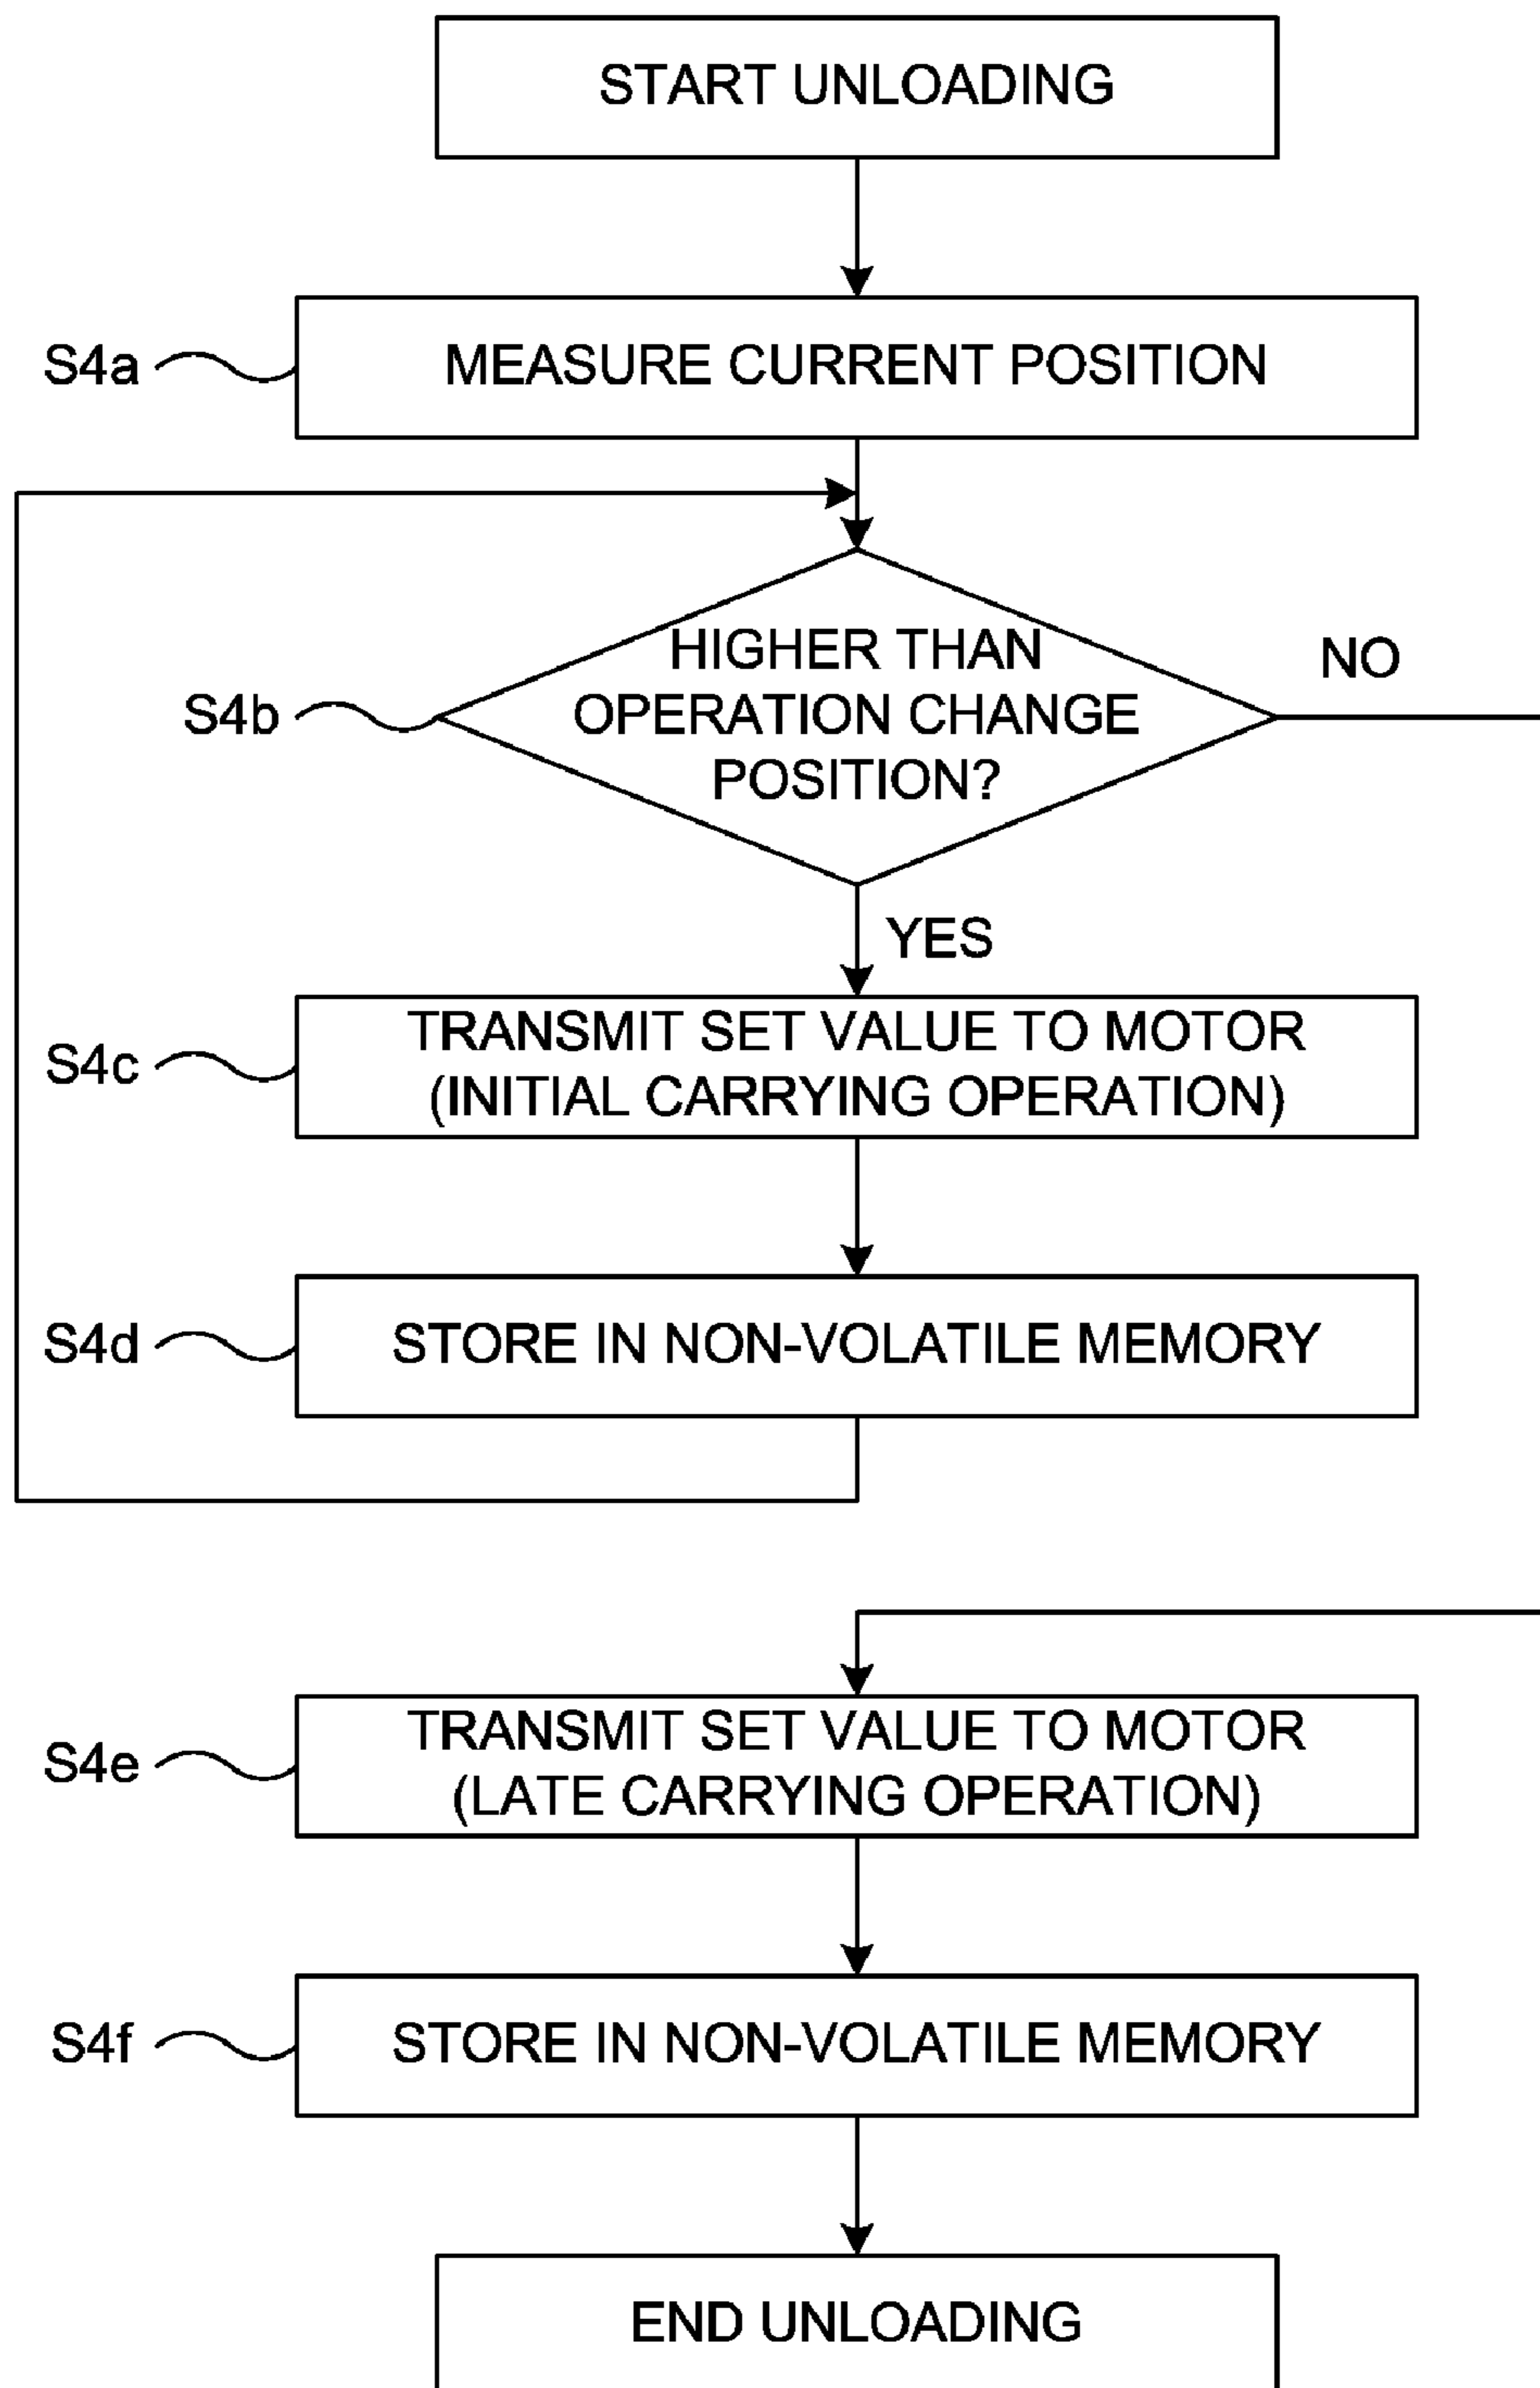 START UNLOADING
S4a
MEASURE CURRENT POSITION
S4b
HIGHER THAN
OPERATION CHANGE
POSITION?
NO
YES
S4c
TRANSMIT SET VALUE TO MOTOR
(INITIAL CARRYING OPERATION)
S4d
STORE IN NON-VOLATILE MEMORY
S4e
TRANSMIT SET VALUE TO MOTOR
(LATE CARRYING OPERATION)
S4f
STORE IN NON-VOLATILE MEMORY
END UNLOADING